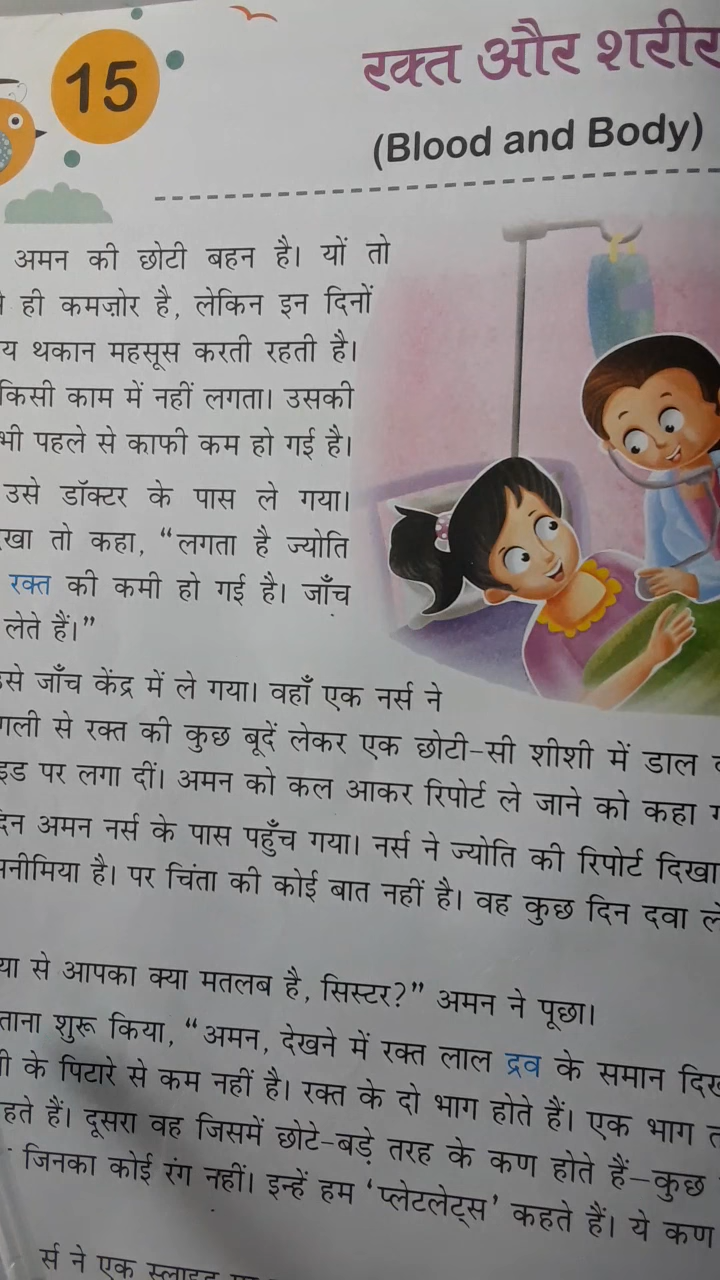 15
रक्त और शरीर
(Blood and Body)
अमन की छोटी बहन है। यों तो
ही कमज़ोर है, लेकिन इन दिनों
थकान महसूस करती रहती है।
किसी काम में नहीं लगता। उसकी
भी पहले से काफी कम हो गई है।
उसे डॉक्टर के पास ले गया।
तो कहा, “लगता है ज्योति
रक्त की कमी हो गई है। जाँच
लेते हैं।”
जाँच केंद्र में ले गया। वहाँ एक नर्स ने
से रक्त की कुछ बूदें लेकर एक छोटी-सी शीशी में डाल
पर लगा दीं। अमन को कल आकर रिपोर्ट ले जाने को कहा
अमन नर्स के पास पहुँच गया। नर्स ने ज्योति की रिपोर्ट
है। पर चिंता की कोई बात नहीं है। वह कुछ दिन दवा
से आपका क्या मतलब है, सिस्टर?” अमन ने पूछा।
शुरू किया, “अमन, देखने में रक्त लाल द्रव के समान
के पिटारे से कम नहीं है। रक्त के दो भाग होते हैं। एक भाग
हैं। दूसरा वह जिसमें छोटे-बड़े तरह के कण होते हैं–कुछ
जिनका कोई रंग नहीं। इन्हें हम ‘प्लेटलेट्स’ कहते हैं। ये कण
ने एक